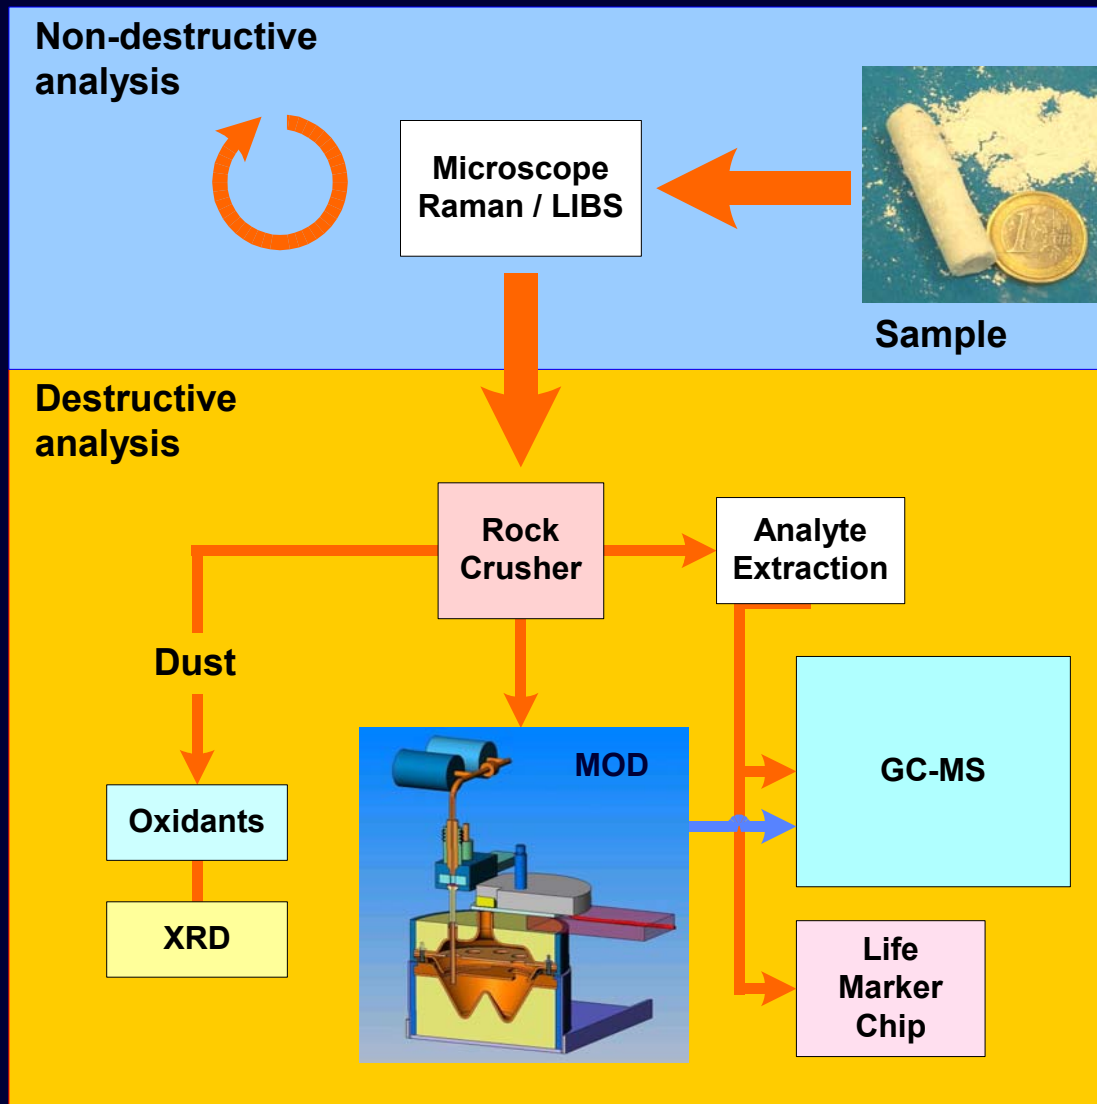 Non-destructive
analysis
Microscope
Raman / LIBS
1
Sample
Destructive
analysis
Rock
Crusher
Analyte
Extraction
Dust
MOD
GC-MS
Oxidants
XRD
Life
Marker
Chip